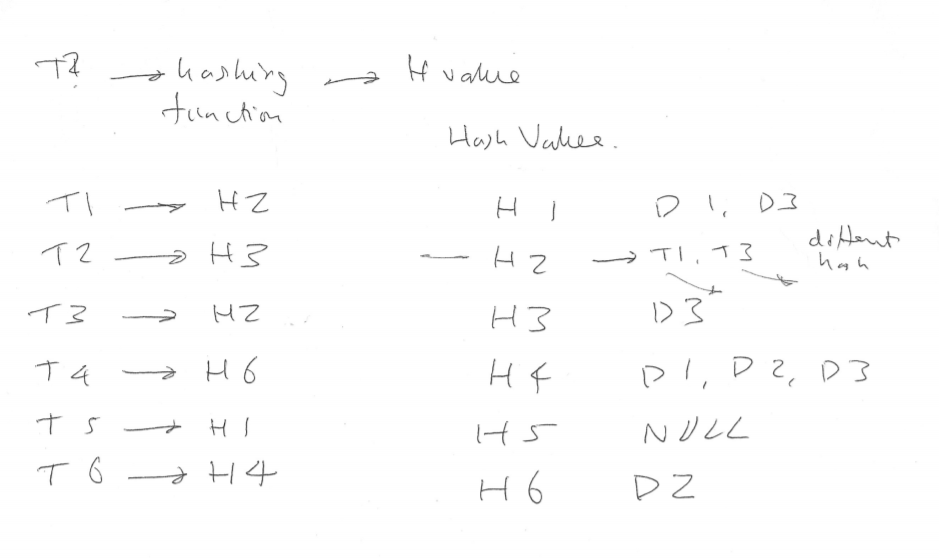 T2 → hashing function → H value
Hash Value.
T1 → H2
T2 → H3
T3 → H2
T4 → H6
T5 → H1
T6 → H4
H1 D1, D3
— H2 → T1, T3 different hash
H3 D3
H4 D1, D2, D3
H5 NULL
H6 D2